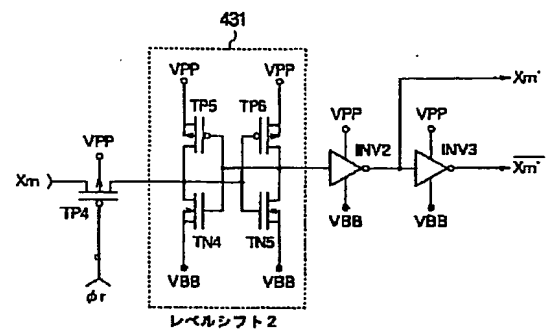 431
VPP VPP
TP5 TP6
VPP VPP VPP
INV2 INV3
Xm
Xm'
Xm'
TP4
TN4 TN5
VBB VBB
VBB VBB
φr
レベルシフト2